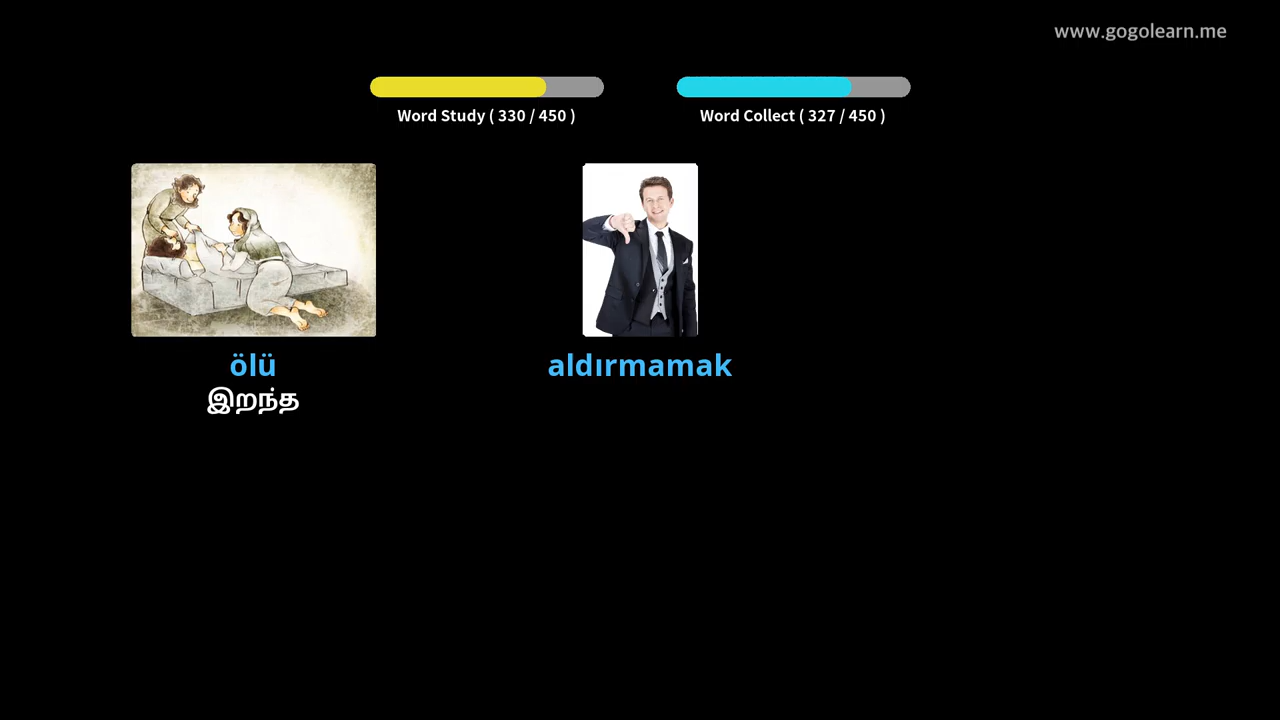 www.gogolearn.me
Word Study ( 330 / 450 )
Word Collect ( 327 / 450 )
ölü
இறந்த
aldırmamak